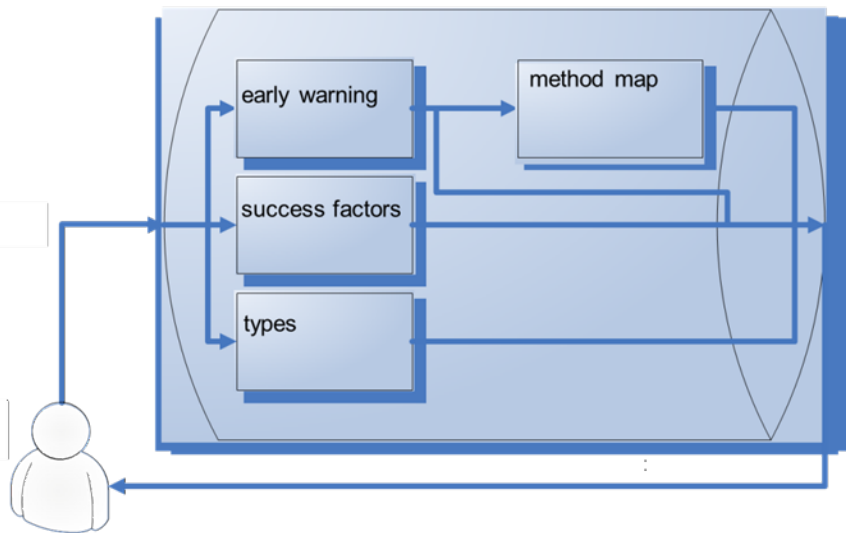 early warning
method map
success factors
types
: